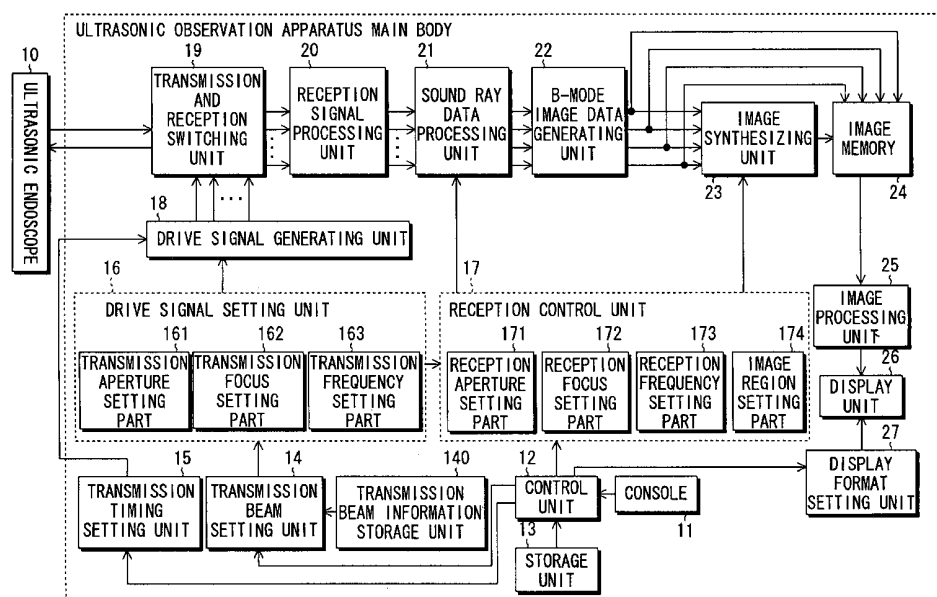 ULTRASONIC OBSERVATION APPARATUS MAIN BODY
10
ULTRASONIC ENDOSCOPE
19
TRANSMISSION
AND
RECEPTION
SWITCHING
UNIT
20
RECEPTION
SIGNAL
PROCESSING
UNIT
21
SOUND RAY
DATA
PROCESSING
UNIT
22
B-MODE
IMAGE DATA
GENERATING
UNIT
IMAGE
SYNTHESIZING
UNIT
23
IMAGE
MEMORY
24
18
DRIVE SIGNAL GENERATING UNIT
16
DRIVE SIGNAL SETTING UNIT
161
TRANSMISSION
APERTURE
SETTING
PART
162
TRANSMISSION
FOCUS
SETTING
PART
163
TRANSMISSION
FREQUENCY
SETTING
PART
17
RECEPTION CONTROL UNIT
171
RECEPTION
APERTURE
SETTING
PART
172
RECEPTION
FOCUS
SETTING
PART
173
RECEPTION
FREQUENCY
SETTING
PART
174
IMAGE
REGION
SETTING
PART
25
IMAGE
PROCESSING
UNIT
26
DISPLAY
UNIT
27
DISPLAY
FORMAT
SETTING UNIT
15
TRANSMISSION
TIMING
SETTING UNIT
14
TRANSMISSION
BEAM
SETTING UNIT
140
TRANSMISSION
BEAM INFORMATION
STORAGE UNIT
12
CONTROL
UNIT
CONSOLE
11
13
STORAGE
UNIT